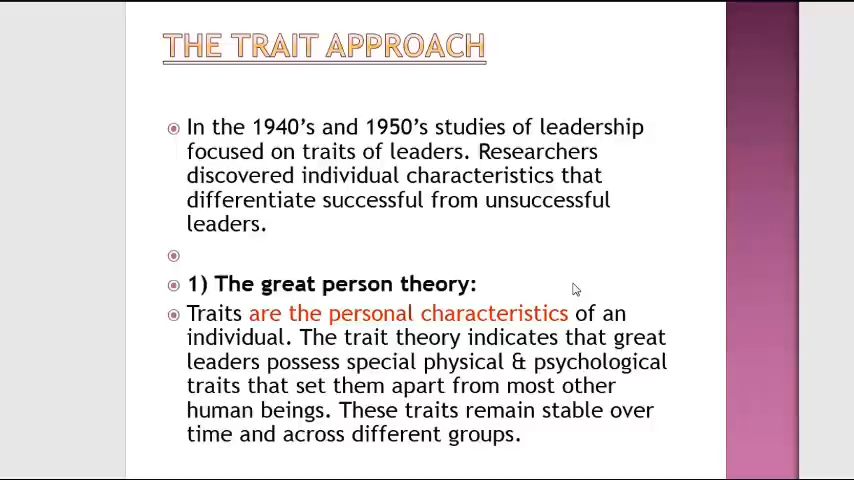 THE TRAIT APPROACH
In the 1940's and 1950's studies of leadership
focused on traits of leaders. Researchers
discovered individual characteristics that
differentiate successful from unsuccessful
leaders.
1) The great person theory:
Traits are the personal characteristics of an
individual. The trait theory indicates that great
leaders possess special physical & psychological
traits that set them apart from most other
human beings. These traits remain stable over
time and across different groups.